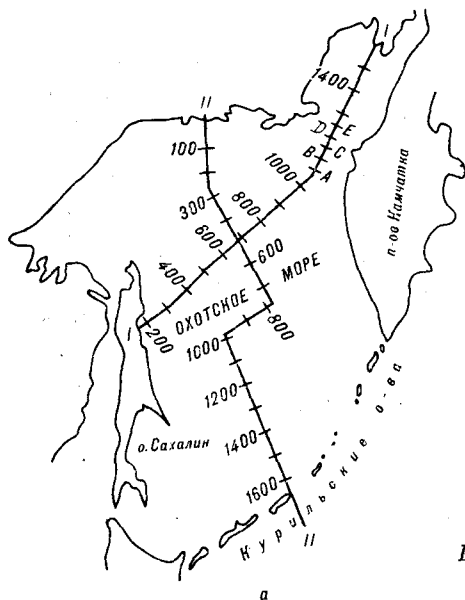 I
1400
II
D
E
C
B
A
100
1000
300
800
600
600
400
п-ов Камчатка
ОХОТСКОЕ МОРЕ
I
200
800
1000
1200
о. Сахалин
1400
1600
Курильские о-ва
II
а